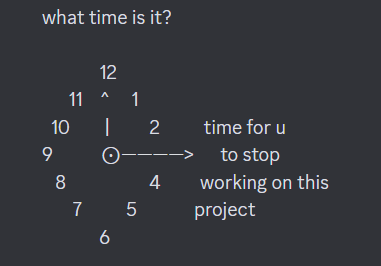 what time is it?
12
11 ^ 1
10 | 2 time for u
9 ⊙————> to stop
8 4 working on this
7 5 project
6